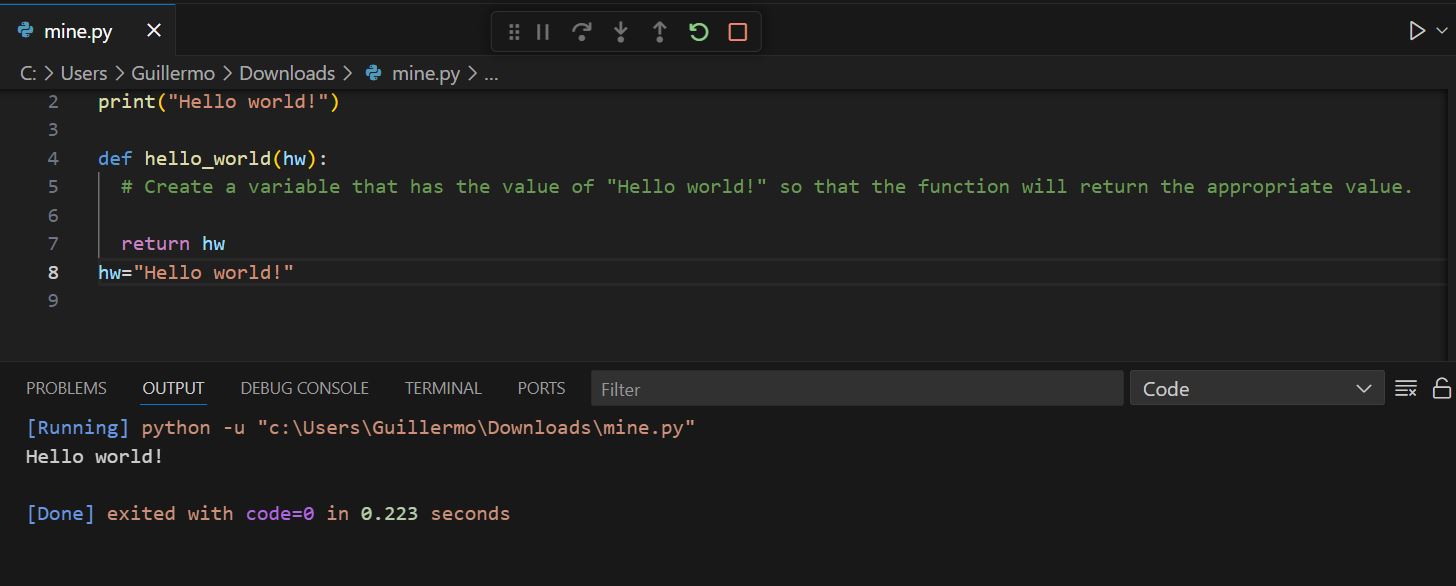 mine.py
C: > Users > Guillermo > Downloads > mine.py > ...
2 print("Hello world!")
3
4 def hello_world(hw):
5 # Create a variable that has the value of "Hello world!" so that the function will return the appropriate value.
6
7 return hw
8 hw="Hello world!"
9
PROBLEMS OUTPUT DEBUG CONSOLE TERMINAL PORTS Filter Code
[Running] python -u "c:\Users\Guillermo\Downloads\mine.py"
Hello world!
[Done] exited with code=0 in 0.223 seconds